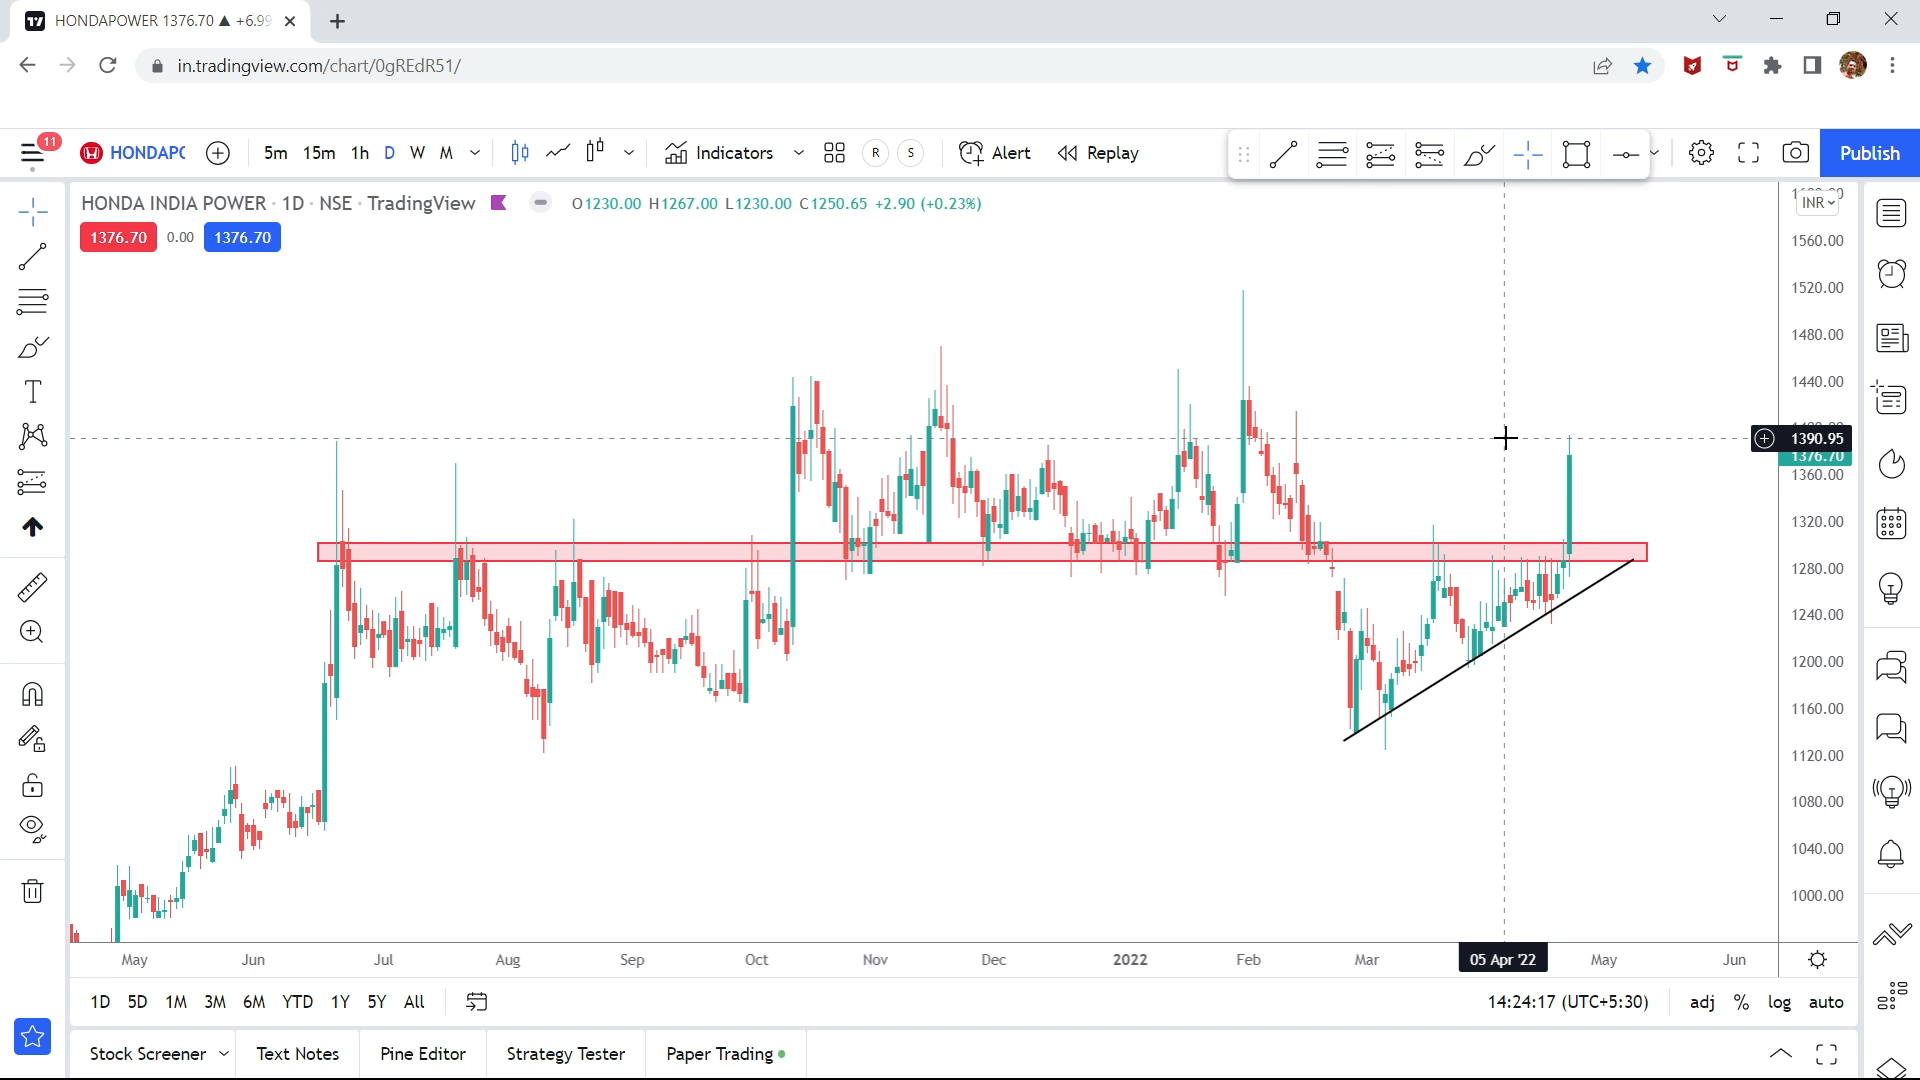 HONDAPOWER 1376.70 ▲ +6.99
in.tradingview.com/chart/0gREdR51/
11
HONDAPC
5m 15m 1h D W M
Indicators
R
S
Alert
Replay
Publish
HONDA INDIA POWER · 1D · NSE · TradingView
O1230.00 H1267.00 L1230.00 C1250.65 +2.90 (+0.23%)
INR
1376.70 0.00 1376.70
1560.00
1520.00
1480.00
1440.00
1390.95
1376.70
1360.00
1320.00
1280.00
1240.00
1200.00
1160.00
1120.00
1080.00
1040.00
1000.00
May Jun Jul Aug Sep Oct Nov Dec 2022 Feb Mar 05 Apr '22 May Jun
1D 5D 1M 3M 6M YTD 1Y 5Y All
14:24:17 (UTC+5:30)
adj % log auto
Stock Screener Text Notes Pine Editor Strategy Tester Paper Trading